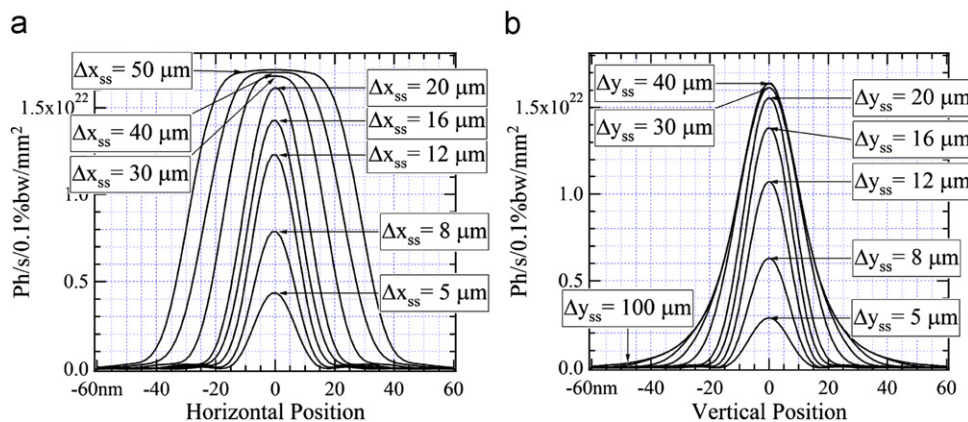 a
Ph/s/0.1%bw/mm²
1.5x10²²
1.0
0.5
0.0
Δxss= 50 μm
Δxss= 40 μm
Δxss= 30 μm
Δxss= 20 μm
Δxss= 16 μm
Δxss= 12 μm
Δxss= 8 μm
Δxss= 5 μm
-60nm -40 -20 0 20 40 60
Horizontal Position
b
Ph/s/0.1%bw/mm²
1.5x10²²
1.0
0.5
0.0
Δyss= 40 μm
Δyss= 30 μm
Δyss= 20 μm
Δyss= 16 μm
Δyss= 12 μm
Δyss= 8 μm
Δyss= 100 μm
Δyss= 5 μm
-60nm -40 -20 0 20 40 60
Vertical Position